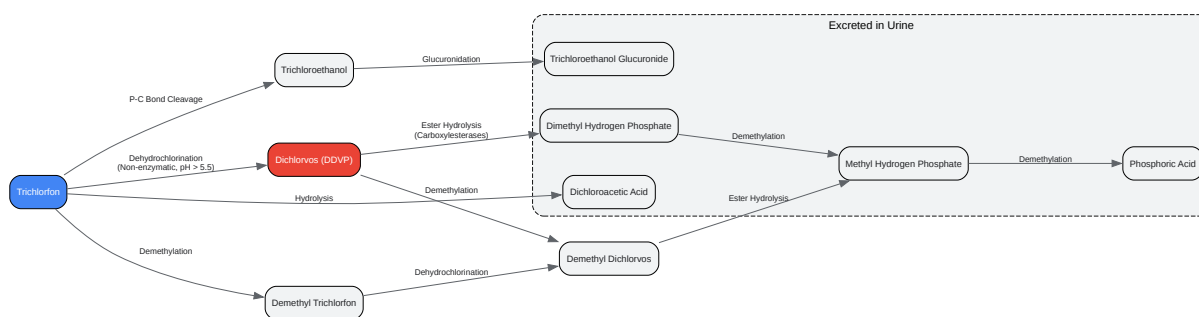 Excreted in Urine
Trichloroethanol
Glucuronidation
Trichloroethanol Glucuronide
P-C Bond Cleavage
Dimethyl Hydrogen Phosphate
Ester Hydrolysis
(Carboxylesterases)
Demethylation
Dehydrochlorination
(Non-enzymatic, pH > 5.5)
Dichlorvos (DDVP)
Methyl Hydrogen Phosphate
Demethylation
Phosphoric Acid
Trichlorfon
Hydrolysis
Demethylation
Dichloroacetic Acid
Ester Hydrolysis
Demethylation
Demethyl Dichlorvos
Dehydrochlorination
Demethyl Trichlorfon